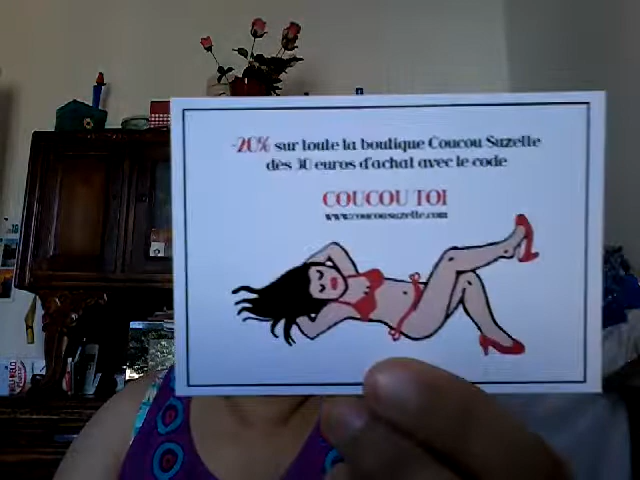 -20% sur toute la boutique Coucou Suzette
dès 30 euros d'achat avec le code
COUCOU TOI
www.coucousuzette.com